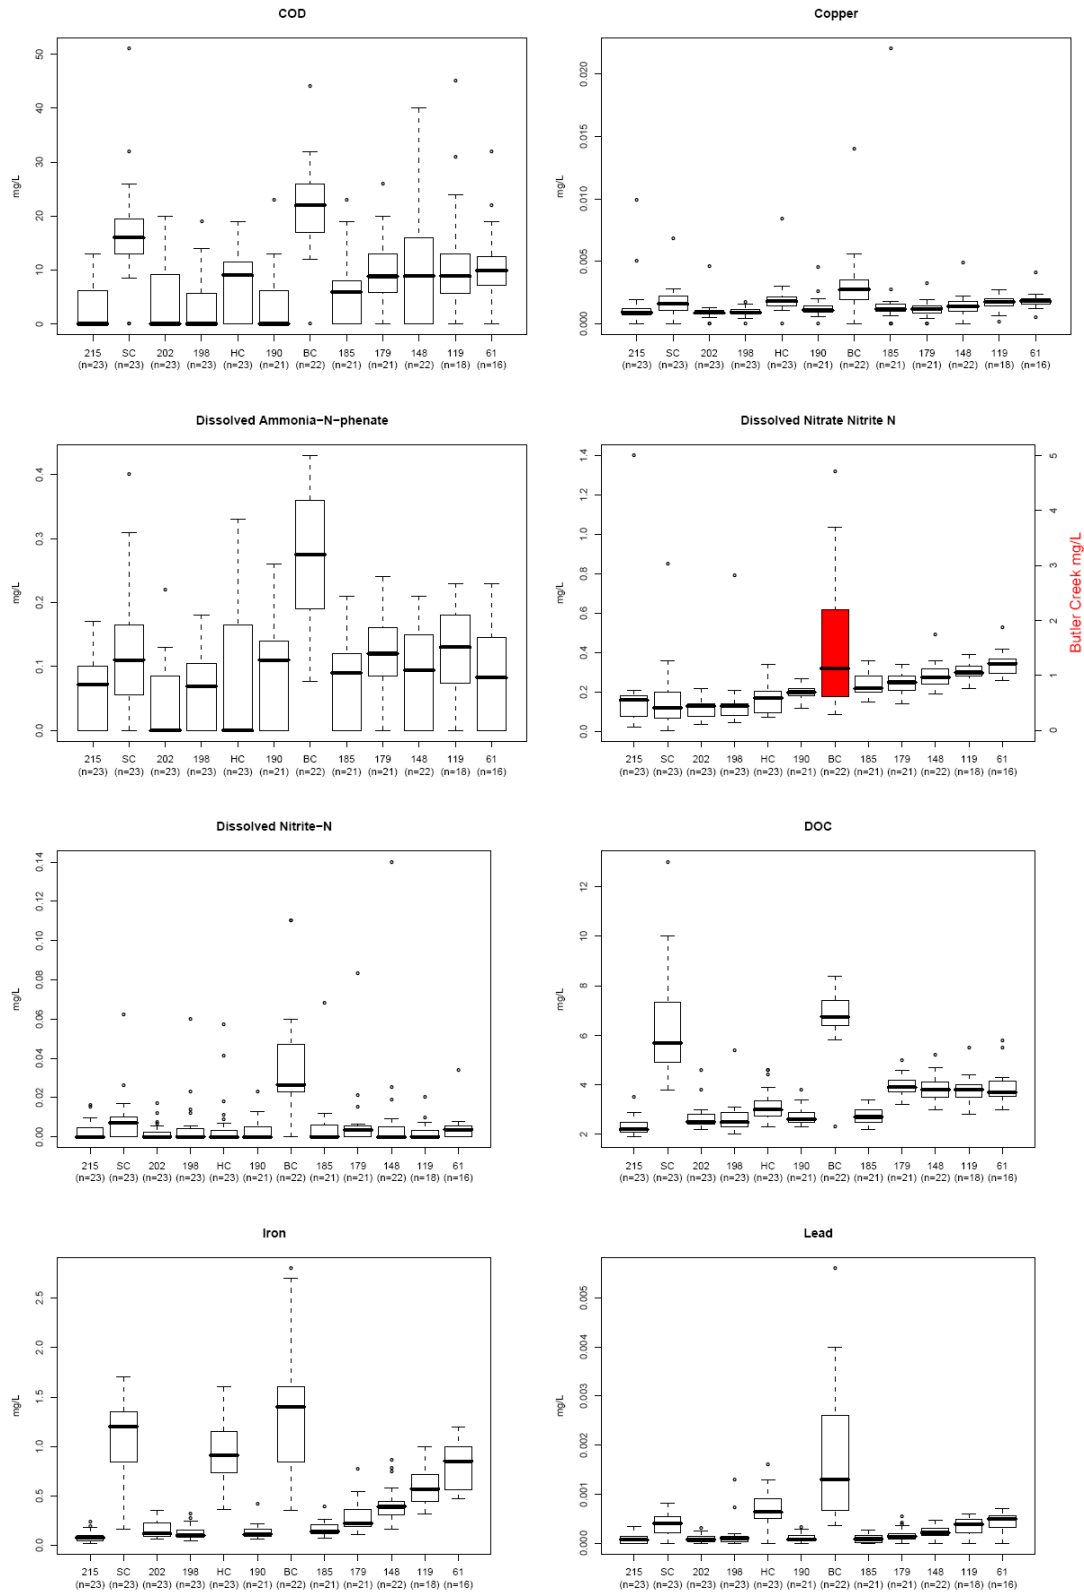 COD
mg/L
50
40
30
20
10
0
215 SC 202 198 HC 190 BC 185 179 148 119 61
(n=23) (n=23) (n=23) (n=23) (n=23) (n=21) (n=22) (n=21) (n=21) (n=22) (n=18) (n=16)
Copper
mg/L
0.020
0.015
0.010
0.005
0.000
215 SC 202 198 HC 190 BC 185 179 148 119 61
(n=23) (n=23) (n=23) (n=23) (n=23) (n=21) (n=22) (n=21) (n=21) (n=22) (n=18) (n=16)
Dissolved Ammonia−N−phenate
mg/L
0.4
0.3
0.2
0.1
0.0
215 SC 202 198 HC 190 BC 185 179 148 119 61
(n=23) (n=23) (n=23) (n=23) (n=23) (n=21) (n=22) (n=21) (n=21) (n=22) (n=18) (n=16)
Dissolved Nitrate Nitrite N
mg/L
1.4
1.2
1.0
0.8
0.6
0.4
0.2
0.0
5
4
3
2
1
0
Butler Creek mg/L
215 SC 202 198 HC 190 BC 185 179 148 119 61
(n=23) (n=23) (n=23) (n=23) (n=23) (n=21) (n=22) (n=21) (n=21) (n=22) (n=18) (n=16)
Dissolved Nitrite−N
mg/L
0.14
0.12
0.10
0.08
0.06
0.04
0.02
0.00
215 SC 202 198 HC 190 BC 185 179 148 119 61
(n=23) (n=23) (n=23) (n=23) (n=23) (n=21) (n=22) (n=21) (n=21) (n=22) (n=18) (n=16)
DOC
mg/L
12
10
8
6
4
2
215 SC 202 198 HC 190 BC 185 179 148 119 61
(n=23) (n=23) (n=23) (n=23) (n=23) (n=21) (n=22) (n=21) (n=21) (n=22) (n=18) (n=16)
Iron
mg/L
2.5
2.0
1.5
1.0
0.5
0.0
215 SC 202 198 HC 190 BC 185 179 148 119 61
(n=23) (n=23) (n=23) (n=23) (n=23) (n=21) (n=22) (n=21) (n=21) (n=22) (n=18) (n=16)
Lead
mg/L
0.005
0.004
0.003
0.002
0.001
0.000
215 SC 202 198 HC 190 BC 185 179 148 119 61
(n=23) (n=23) (n=23) (n=23) (n=23) (n=21) (n=22) (n=21) (n=21) (n=22) (n=18) (n=16)